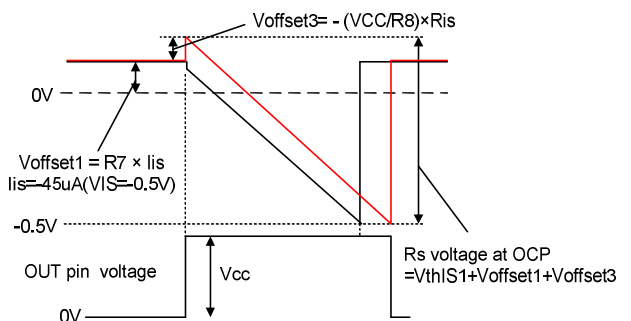 Voffset3= - (VCC/R8)×Ris
0V
Voffset1 = R7 × Iis
Iis=-45uA(VIS=-0.5V)
-0.5V
Rs voltage at OCP
=VthIS1+Voffset1+Voffset3
OUT pin voltage
Vcc
0V